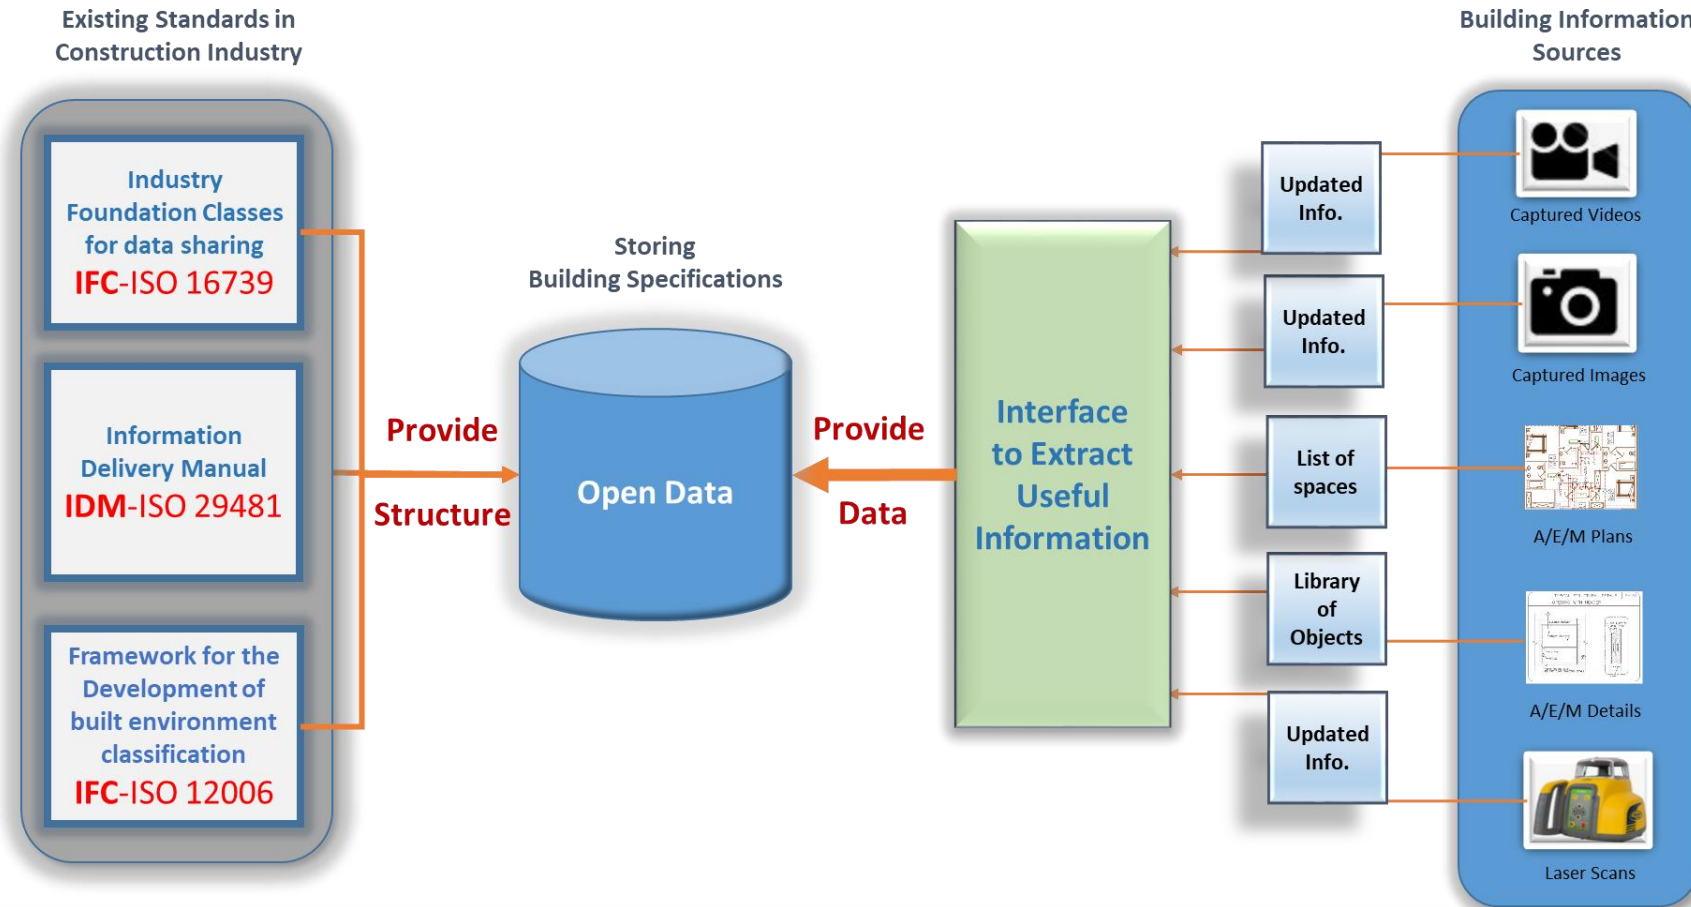 Existing Standards in
Construction Industry
Industry
Foundation Classes
for data sharing
IFC-ISO 16739
Information
Delivery Manual
IDM-ISO 29481
Framework for the
Development of
built environment
classification
IFC-ISO 12006
Provide
Structure
Storing
Building Specifications
Open Data
Provide
Data
Interface
to Extract
Useful
Information
Updated
Info.
Updated
Info.
List of
spaces
Library
of
Objects
Updated
Info.
Building Information
Sources
Captured Videos
Captured Images
A/E/M Plans
A/E/M Details
Laser Scans